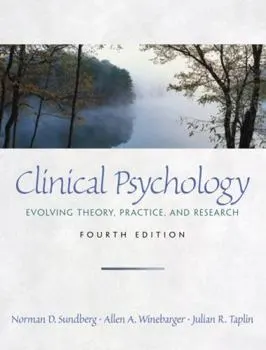 Clinical Psychology
EVOLVING THEORY, PRACTICE, AND RESEARCH
FOURTH EDITION
Norman D. Sundberg - Allen A. Winebarger - Julian R. Taplin